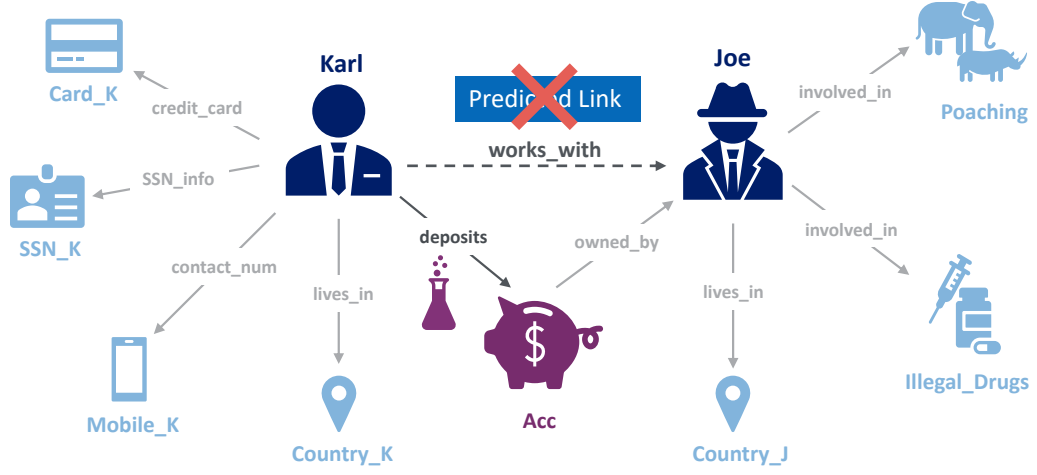 Karl
Joe
Card_K
credit_card
Predicted Link
works_with
involved_in
Poaching
SSN_info
SSN_K
deposits
owned_by
involved_in
contact_num
lives_in
lives_in
$
Mobile_K
Country_K
Acc
Country_J
Illegal_Drugs